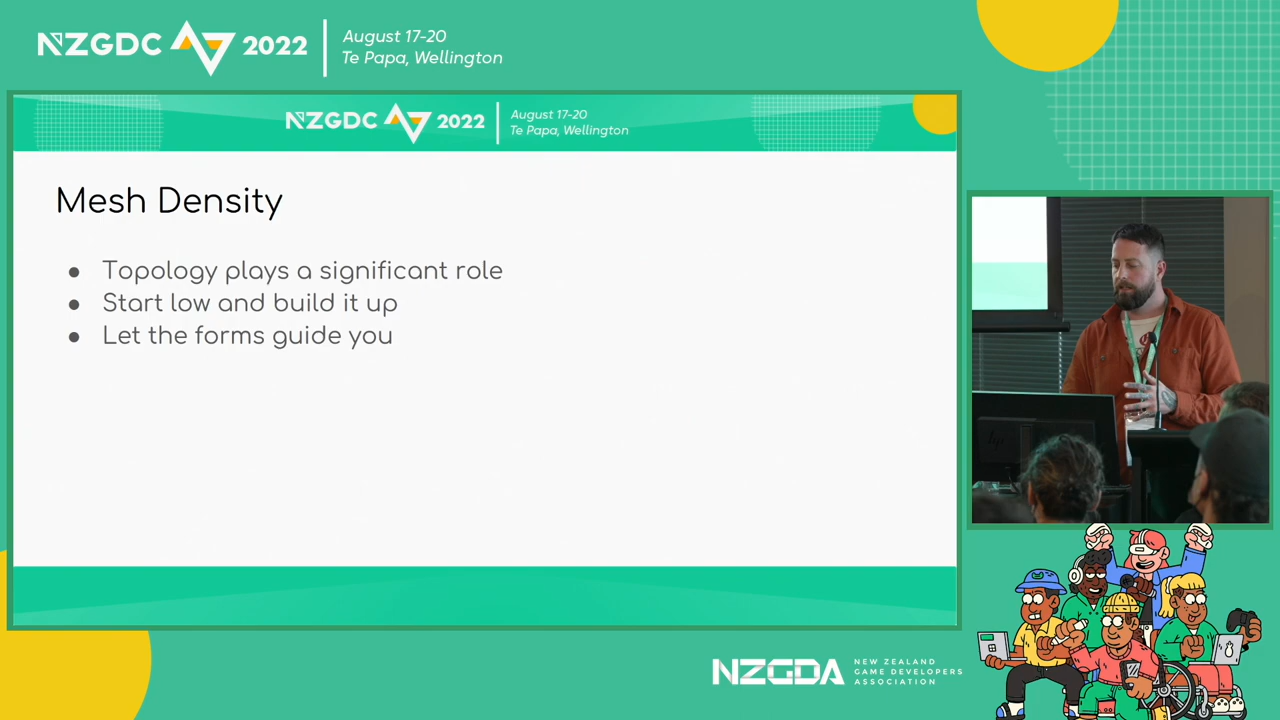 NZGDC 2022
August 17-20
Te Papa, Wellington
NZGDC 2022
August 17-20
Te Papa, Wellington
Mesh Density
● Topology plays a significant role
● Start low and build it up
● Let the forms guide you
hp
NZGDA
NEW ZEALAND
GAME DEVELOPERS
ASSOCIATION